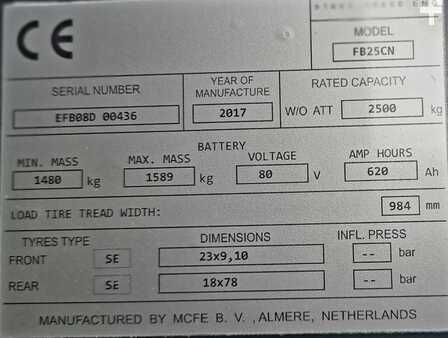 CE
MODEL
FB25CN
SERIAL NUMBER
EFB08D 00436
YEAR OF MANUFACTURE
2017
RATED CAPACITY
W/O ATT 2500 kg
BATTERY
MIN. MASS MAX. MASS VOLTAGE AMP HOURS
1480 kg 1589 kg 80 V 620 Ah
LOAD TIRE TREAD WIDTH: 984 mm
TYRES TYPE DIMENSIONS INFL. PRESS
FRONT SE 23x9,10 -- bar
REAR SE 18x78 -- bar
MANUFACTURED BY MCFE B. V. ,ALMERE, NETHERLANDS